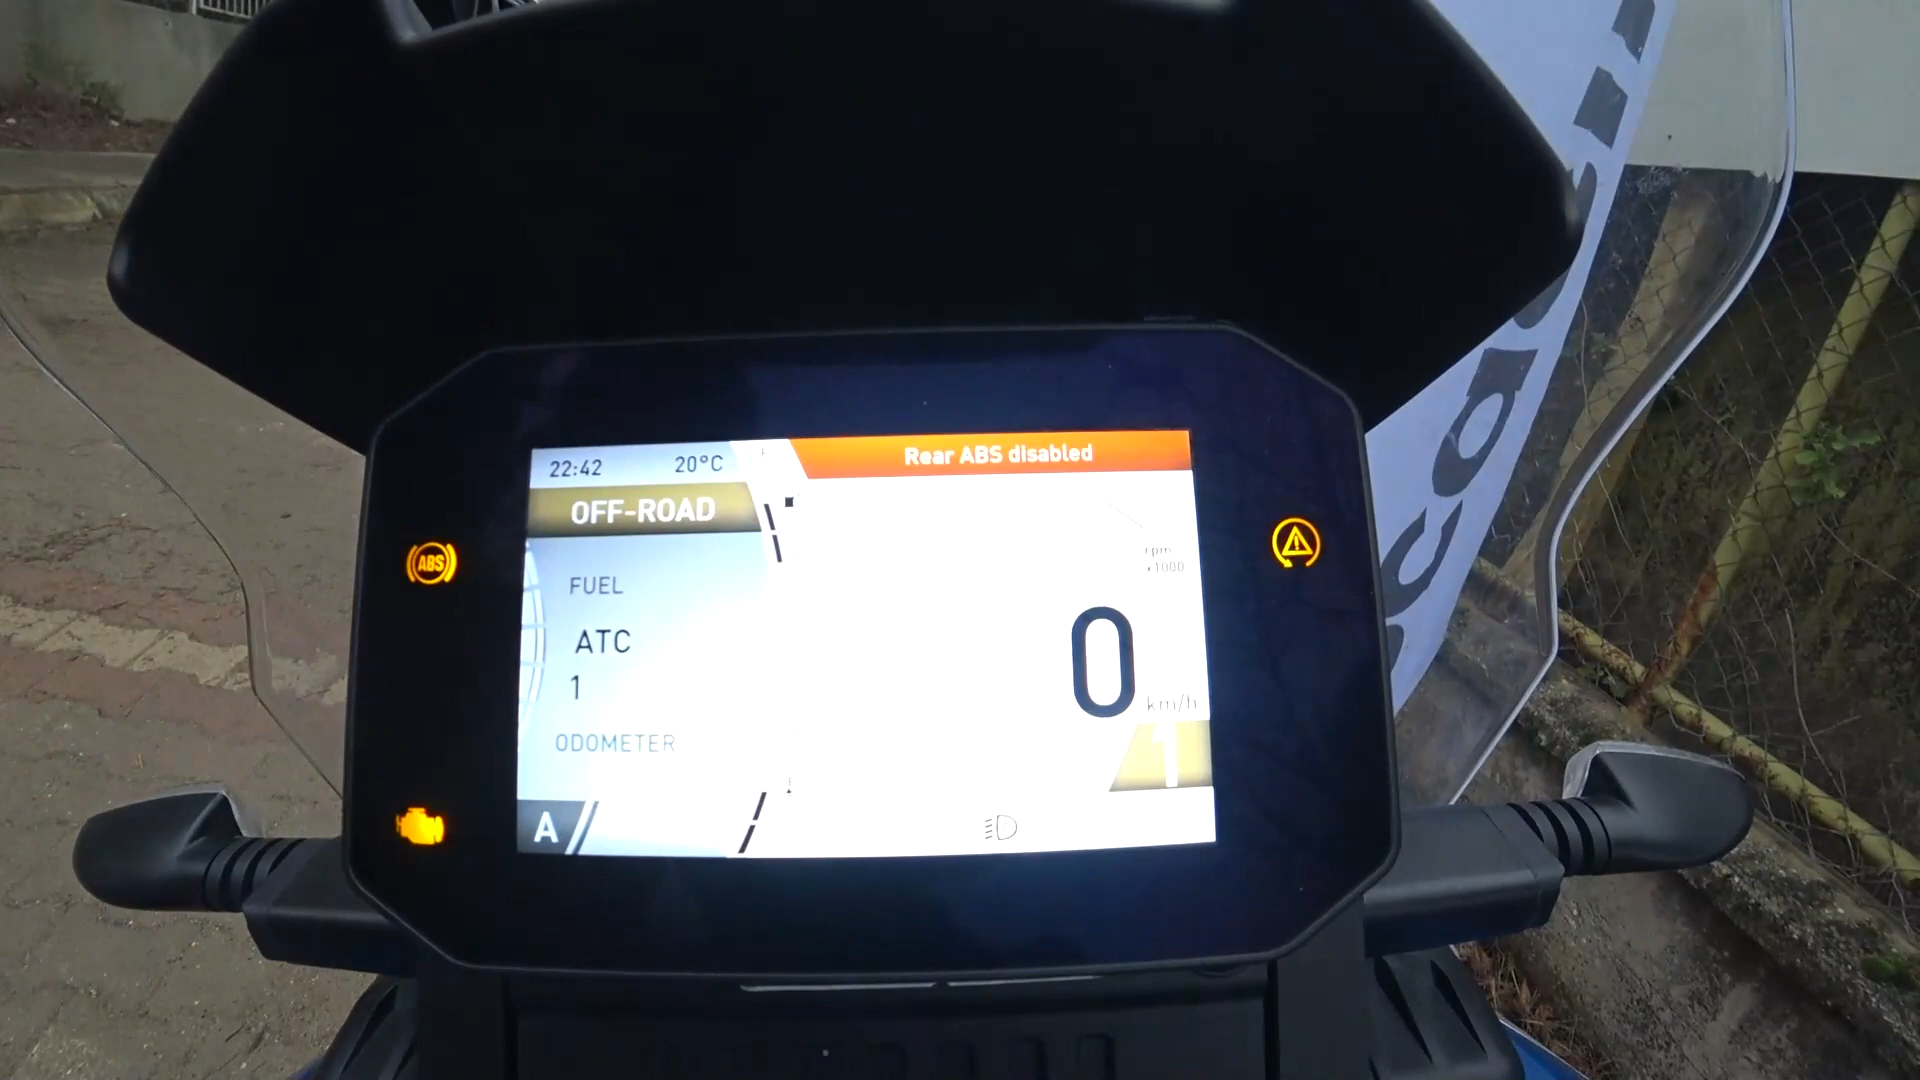 22:42 20°C
Rear ABS disabled
OFF-ROAD
ABS
rpm
x1000
FUEL
ATC
1
0
km/h
ODOMETER
1
A